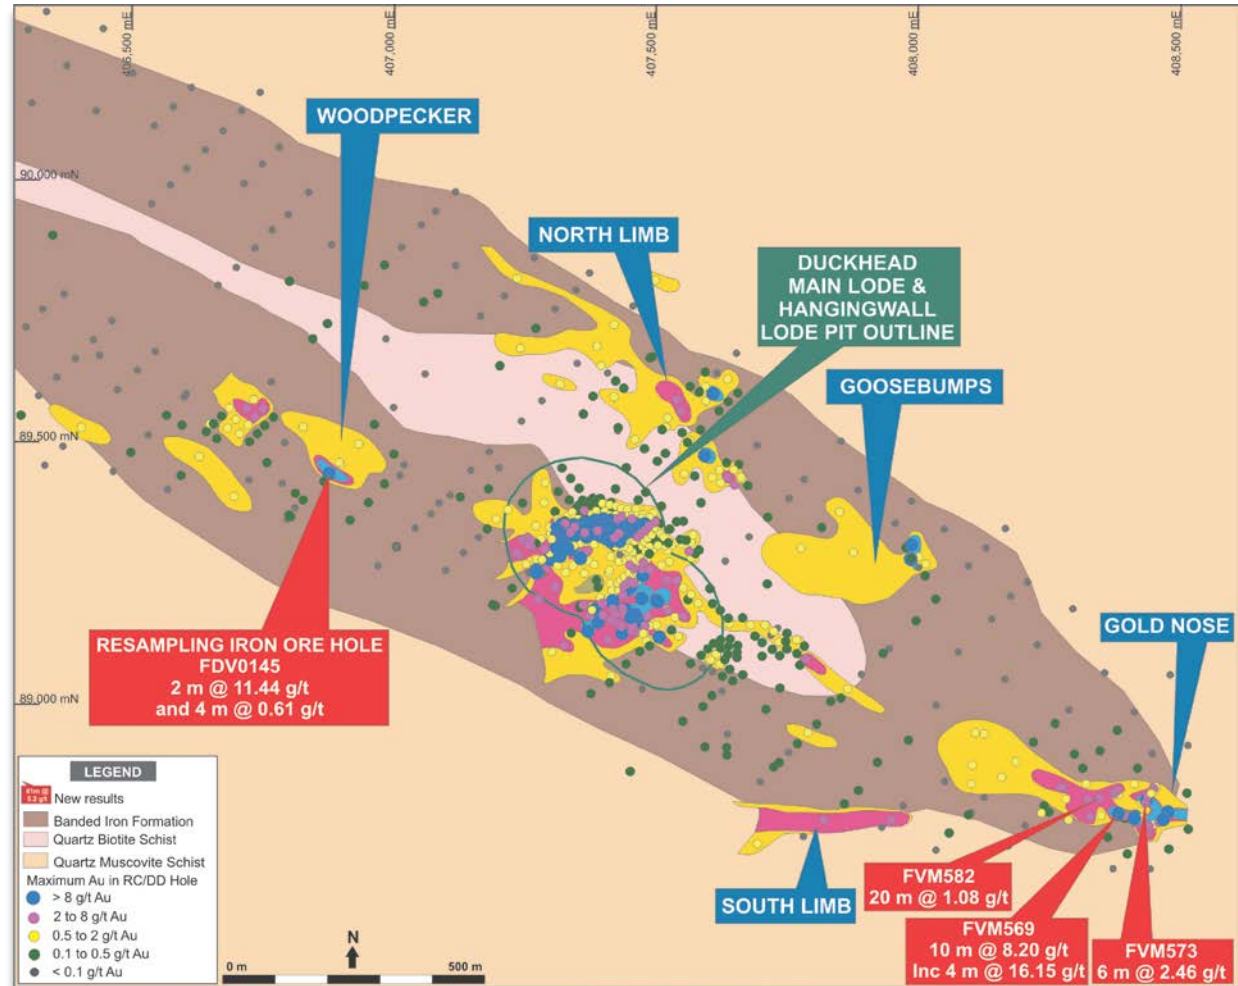 406,500 mE
407,000 mE
407,500 mE
408,000 mE
408,500 mE
WOODPECKER
90,000 mN
NORTH LIMB
DUCKHEAD
MAIN LODE &
HANGINGWALL
LODE PIT OUTLINE
GOOSEBUMPS
89,500 mN
GOLD NOSE
RESAMPLING IRON ORE HOLE
FDV0145
2 m @ 11.44 g/t
and 4 m @ 0.61 g/t
89,000 mN
LEGEND
New results
Banded Iron Formation
Quartz Biotite Schist
Quartz Muscovite Schist
Maximum Au in RC/DD Hole
> 8 g/t Au
2 to 8 g/t Au
0.5 to 2 g/t Au
0.1 to 0.5 g/t Au
< 0.1 g/t Au
N
0 m
500 m
SOUTH LIMB
FVM582
20 m @ 1.08 g/t
FVM569
10 m @ 8.20 g/t
Inc 4 m @ 16.15 g/t
FVM573
6 m @ 2.46 g/t